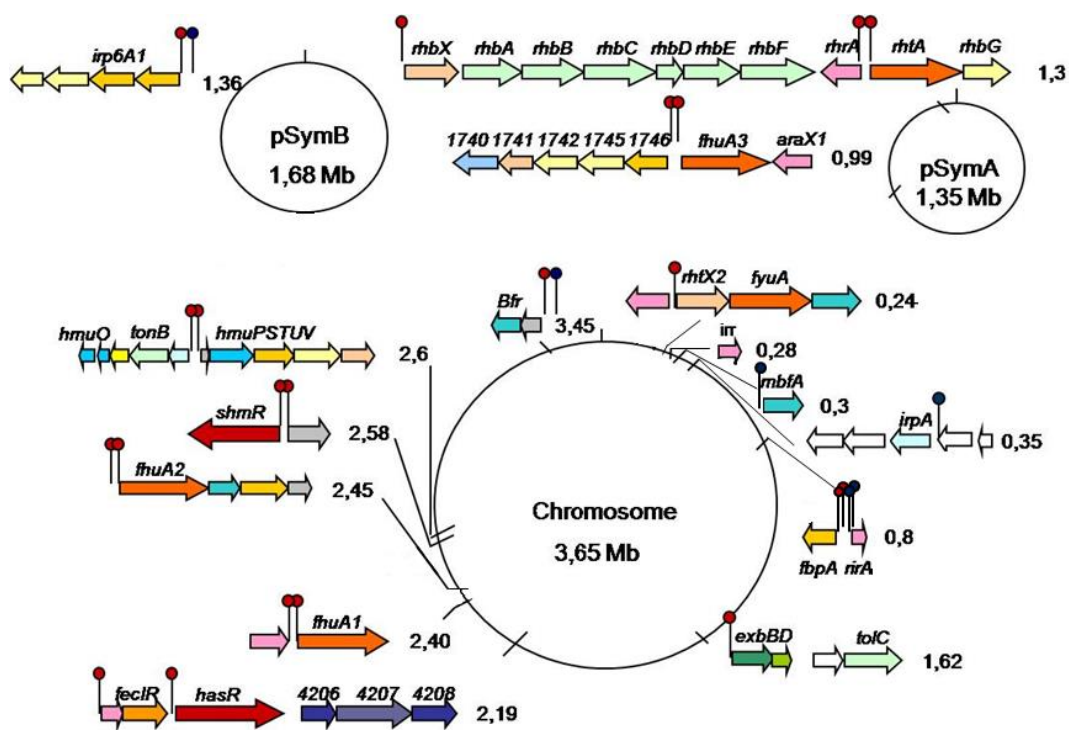 irp6A1
1,36
rhbX rhbA rhbB rhbC rhbD rhbE rhbF rhrA rhtA rhbG
1,3
pSymB
1,68 Mb
1740 1741 1742 1745 1746 fhuA3 araX1
0,99
pSymA
1,35 Mb
Bfr
3,45
rhtX2 fyuA
0,24
hmuO tonB hmuPSTUV
2,6
irr
0,28
mbfA
0,3
shmR
2,58
irpA
0,35
fhuA2
2,45
Chromosome
3,65 Mb
0,8
fbpA rirA
fhuA1
2,40
exbBD tolC
1,62
fecIR hasR 4206 4207 4208
2,19